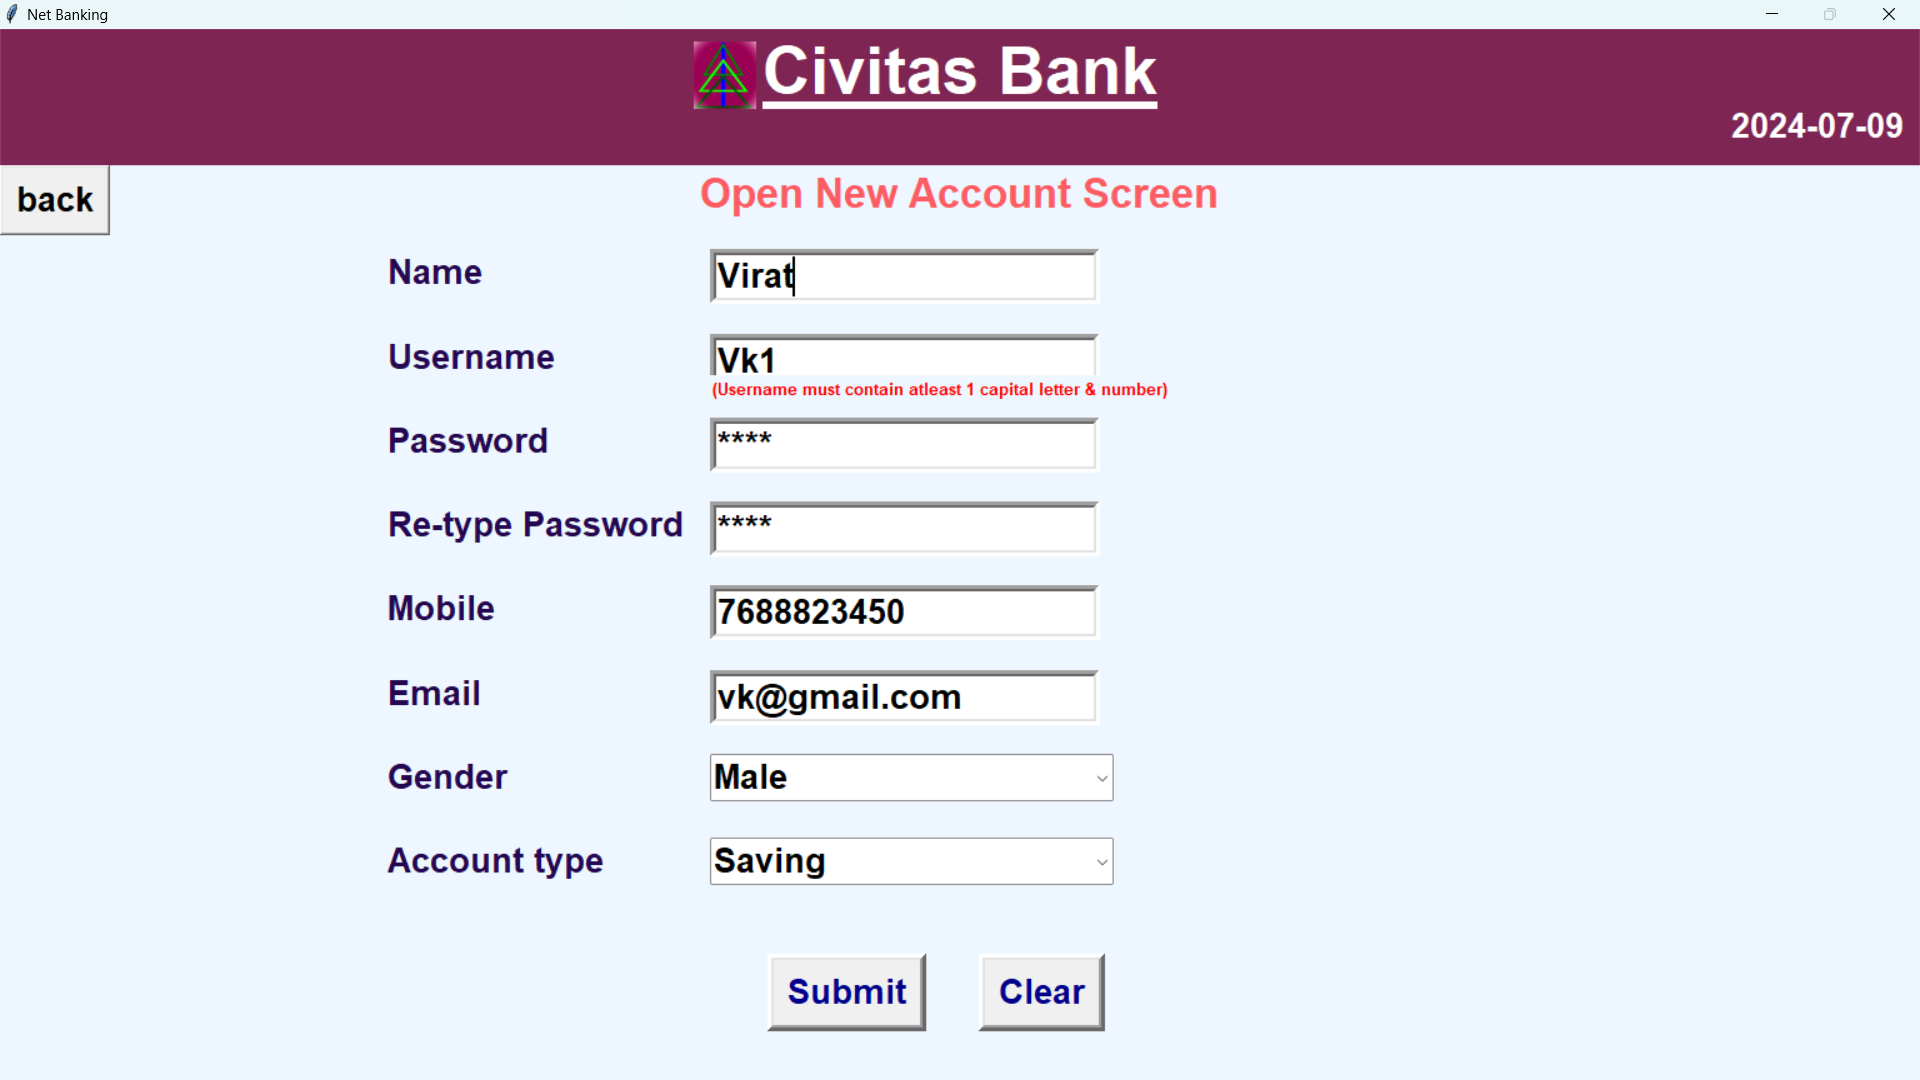 Net Banking
Civitas Bank
2024-07-09
back
Open New Account Screen
Name Virat
Username Vk1
(Username must contain atleast 1 capital letter & number)
Password ****
Re-type Password ****
Mobile 7688823450
Email vk@gmail.com
Gender Male
Account type Saving
Submit Clear